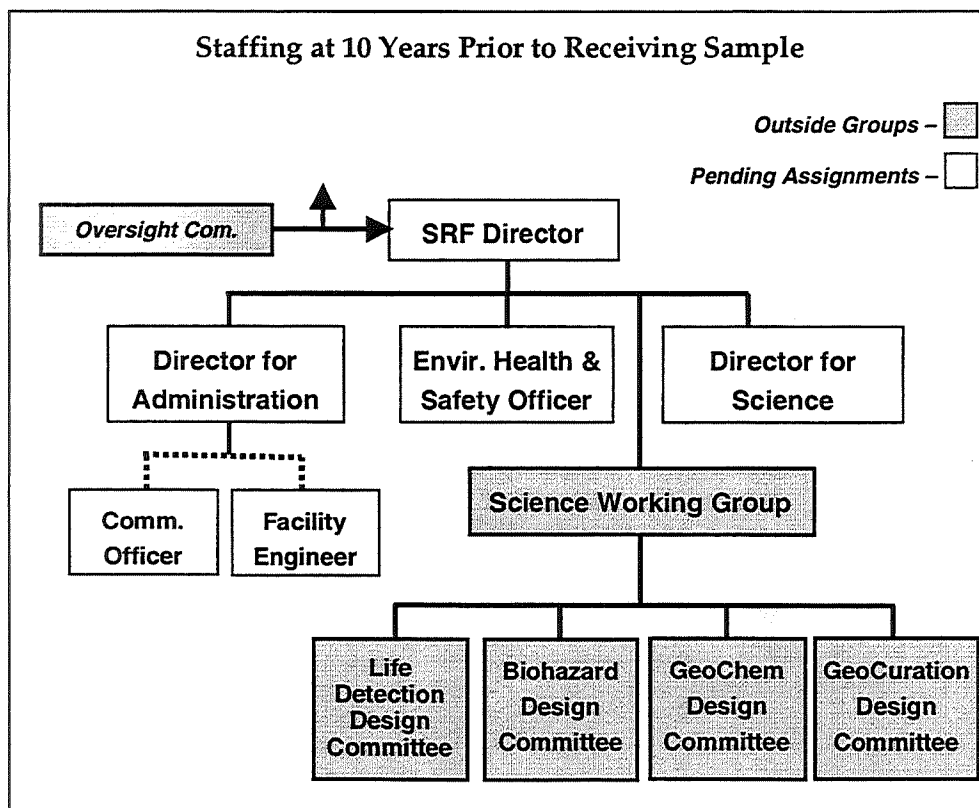 Staffing at 10 Years Prior to Receiving Sample
Outside Groups –
Pending Assignments –
Oversight Com.
SRF Director
Director for
Administration
Envir. Health &
Safety Officer
Director for
Science
Science Working Group
Comm.
Officer
Facility
Engineer
Life
Detection
Design
Committee
Biohazard
Design
Committee
GeoChem
Design
Committee
GeoCuration
Design
Committee